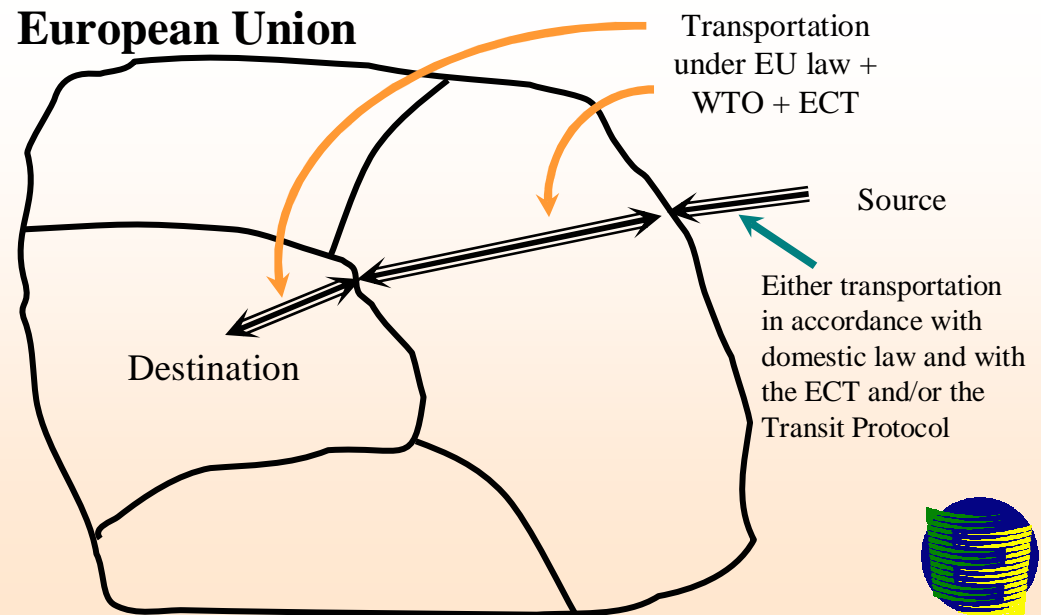 European Union
Transportation
under EU law +
WTO + ECT
Source
Either transportation
in accordance with
domestic law and with
the ECT and/or the
Transit Protocol
Destination